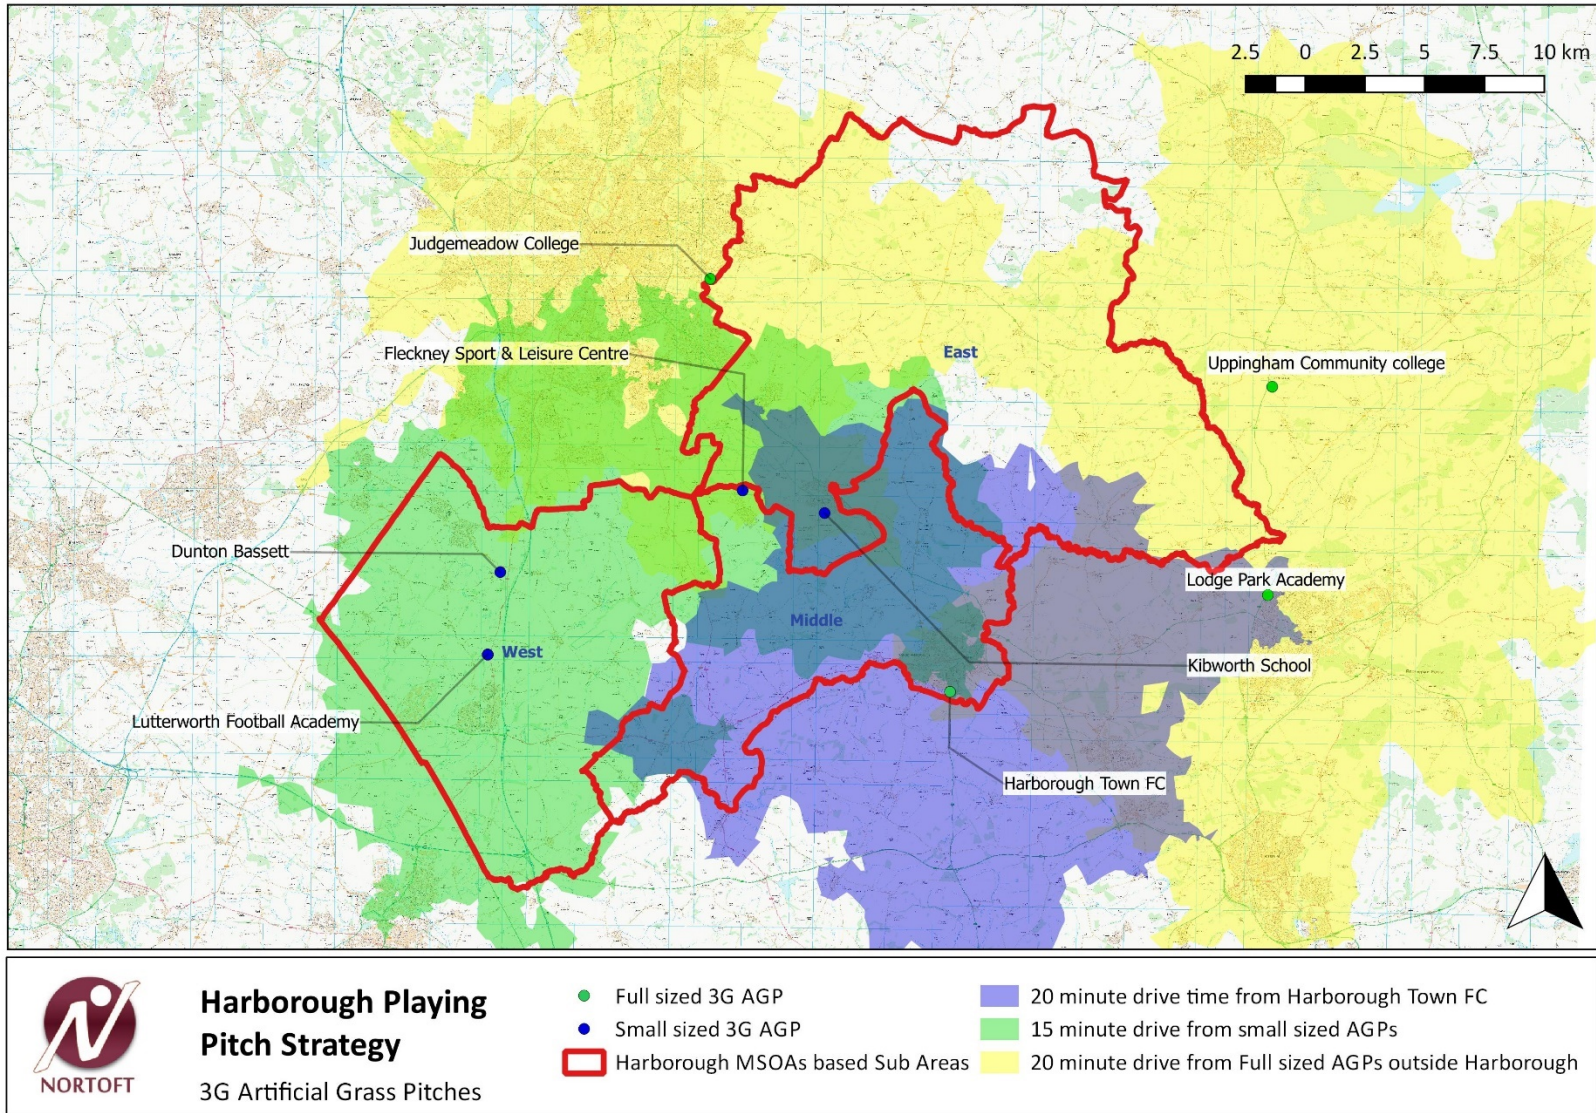 2.5 0 2.5 5 7.5 10 km
Judgemeadow College
Fleckney Sport & Leisure Centre
East
Uppingham Community college
Dunton Bassett
Lodge Park Academy
Middle
West
Kibworth School
Lutterworth Football Academy
Harborough Town FC
NORTOFT
Harborough Playing
Pitch Strategy
3G Artificial Grass Pitches
Full sized 3G AGP
Small sized 3G AGP
Harborough MSOAs based Sub Areas
20 minute drive time from Harborough Town FC
15 minute drive from small sized AGPs
20 minute drive from Full sized AGPs outside Harborough